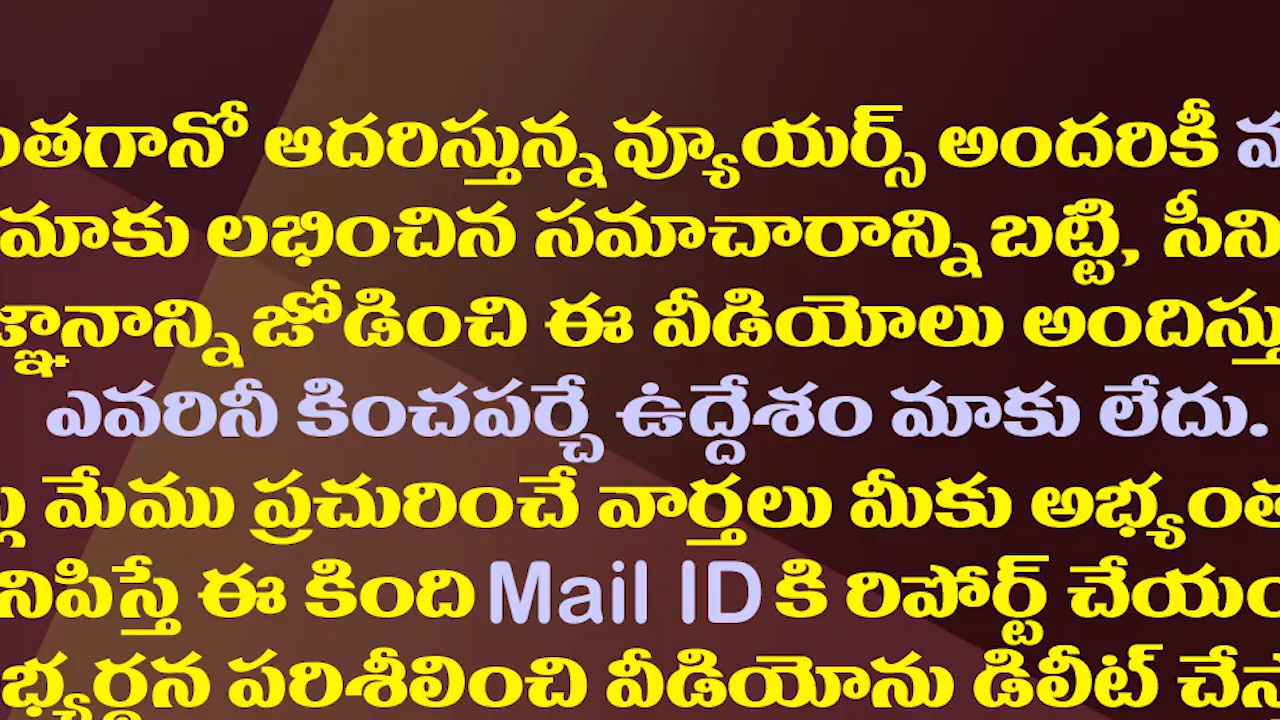 ఆదరిస్తున్న వ్యూయర్స్ అందరికీ
మాకు లభించిన సమాచారాన్ని బట్టి,
జోడించి ఈ వీడియోలు
ఎవరినీ కించపర్చే ఉద్దేశం మాకు లేదు.
మేము ప్రచురించే వార్తలు మీకు
ఈ కింది Mail ID కి రిపోర్ట్
పరిశీలించి వీడియోను డిలీట్